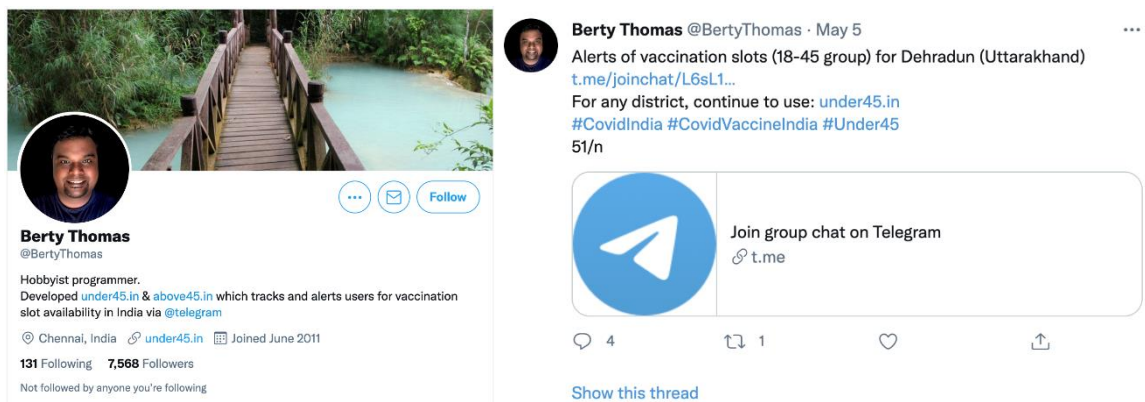 Follow
Berty Thomas
@BertyThomas
Hobbyist programmer.
Developed under45.in & above45.in which tracks and alerts users for vaccination
slot availability in India via @telegram
Chennai, India under45.in Joined June 2011
131 Following 7,568 Followers
Not followed by anyone you're following
Berty Thomas @BertyThomas · May 5
Alerts of vaccination slots (18-45 group) for Dehradun (Uttarakhand)
t.me/joinchat/L6sL1...
For any district, continue to use: under45.in
#CovidIndia #CovidVaccineIndia #Under45
51/n
Join group chat on Telegram
t.me
4 1
Show this thread